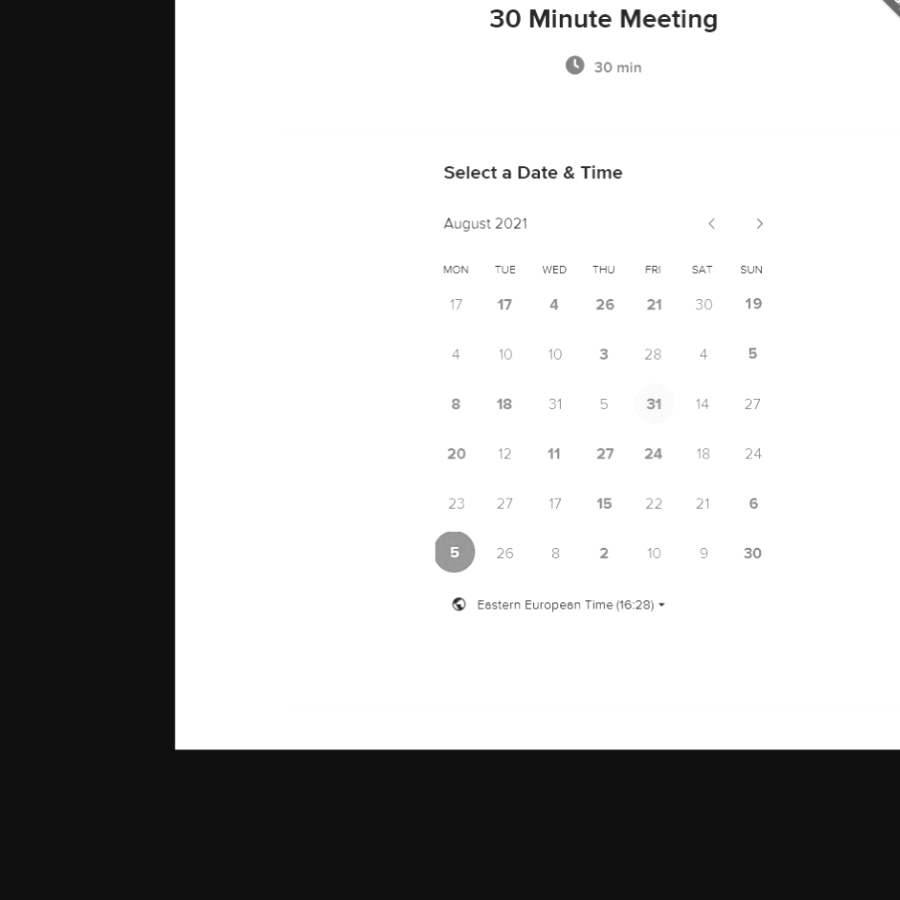 30 Minute Meeting
30 min
Select a Date & Time
August 2021
MON TUE WED THU FRI SAT SUN
17 17 4 26 21 30 19
4 10 10 3 28 4 5
8 18 31 5 31 14 27
20 12 11 27 24 18 24
23 27 17 15 22 21 6
5 26 8 2 10 9 30
Eastern European Time (16:28)